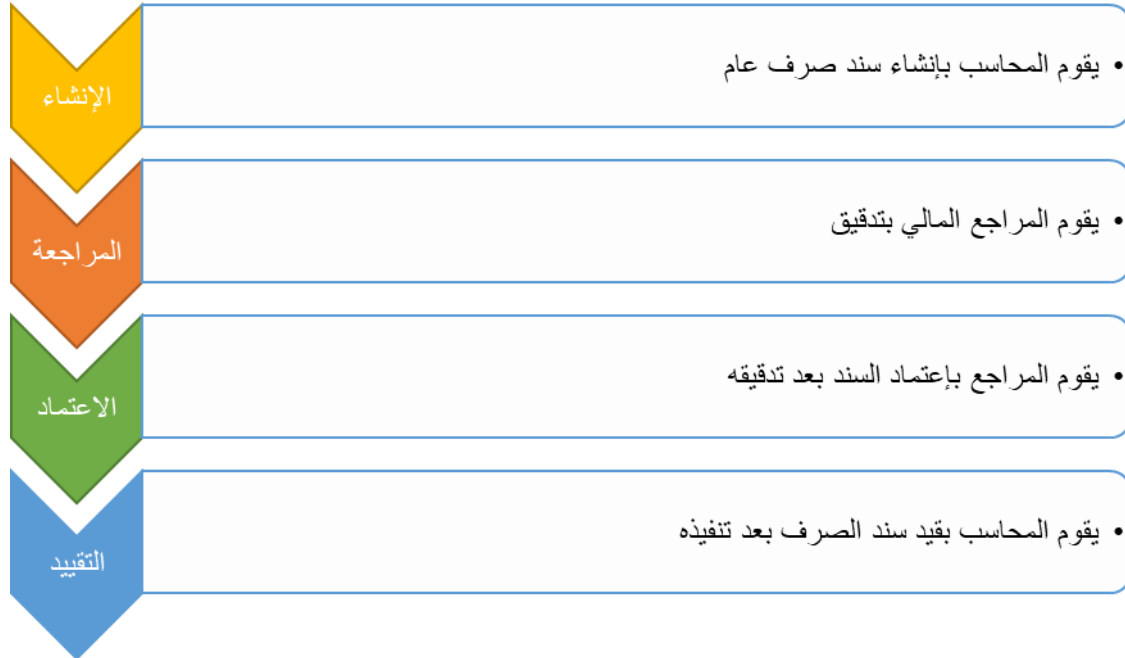 الإنشاء
• يقوم المحاسب بإنشاء سند صرف عام
المراجعة
• يقوم المراجع المالي بتدقيق
الاعتماد
• يقوم المراجع بإعتماد السند بعد تدقيقه
التقييد
• يقوم المحاسب بقيد سند الصرف بعد تنفيذه